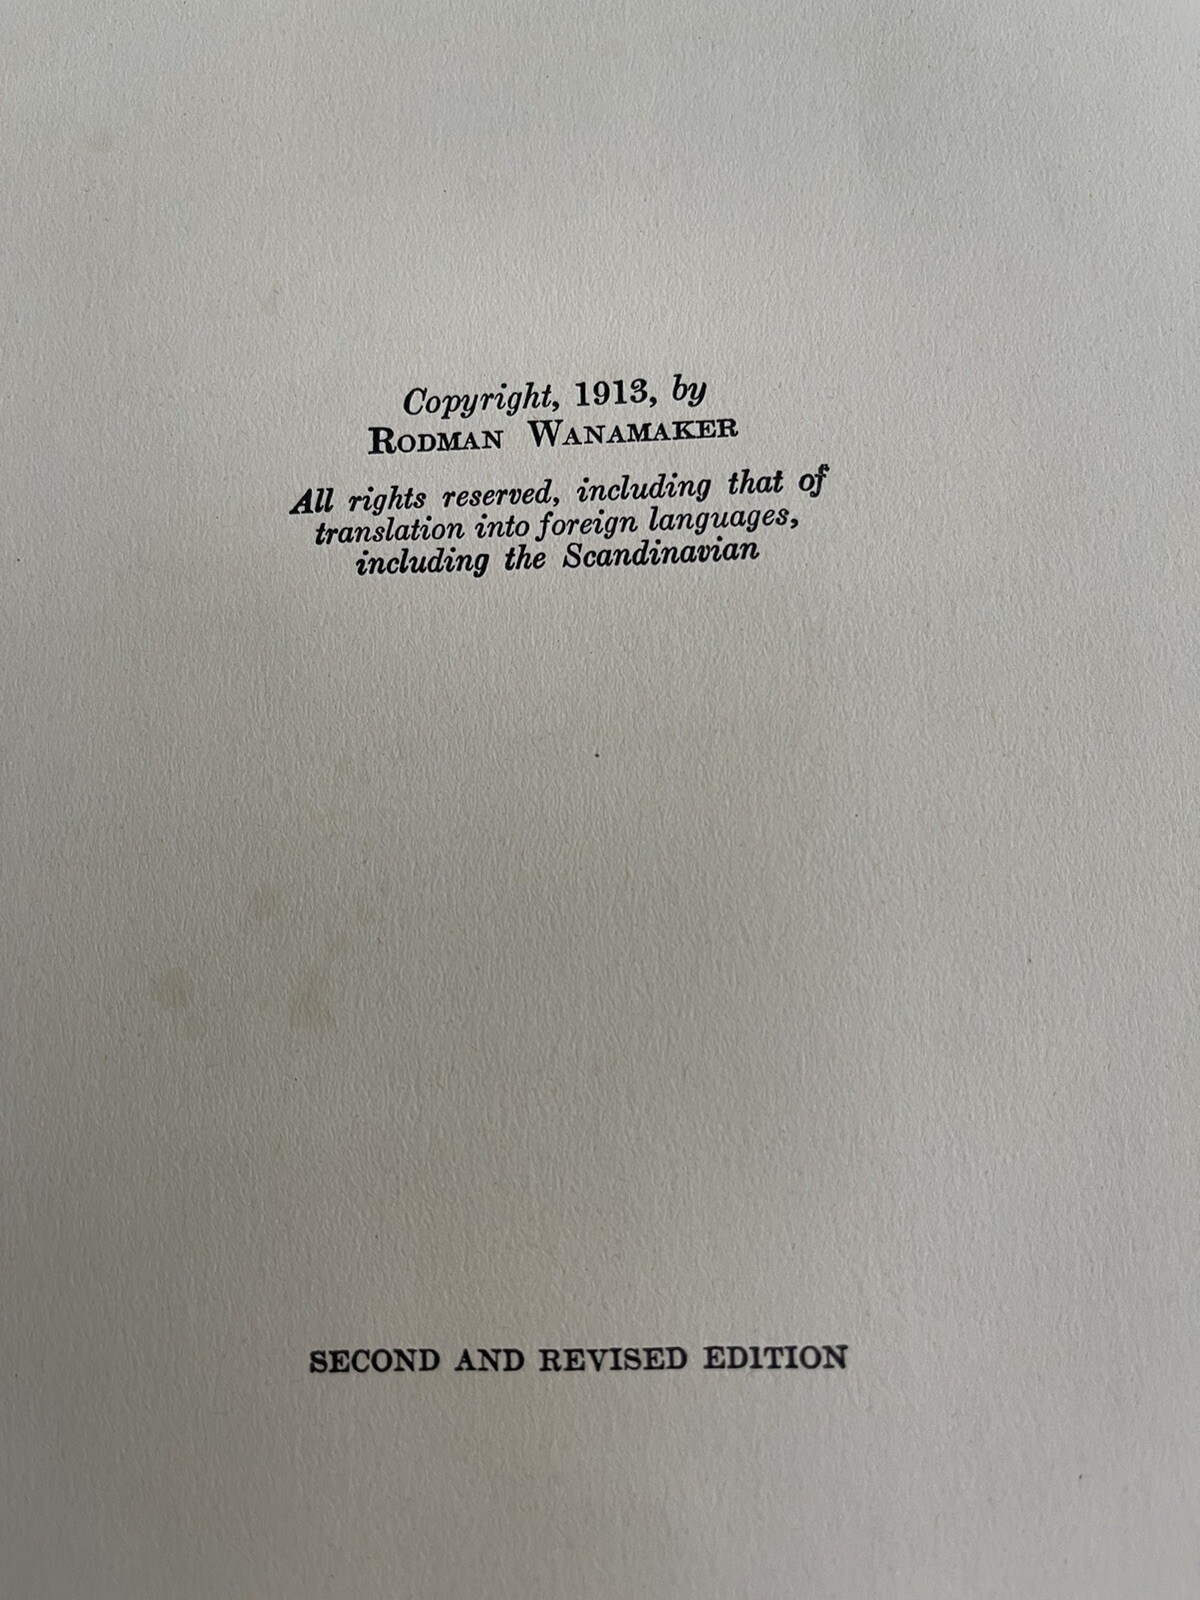 Copyright, 1913, by
RODMAN WANAMAKER
All rights reserved, including that of
translation into foreign languages,
including the Scandinavian
SECOND AND REVISED EDITION